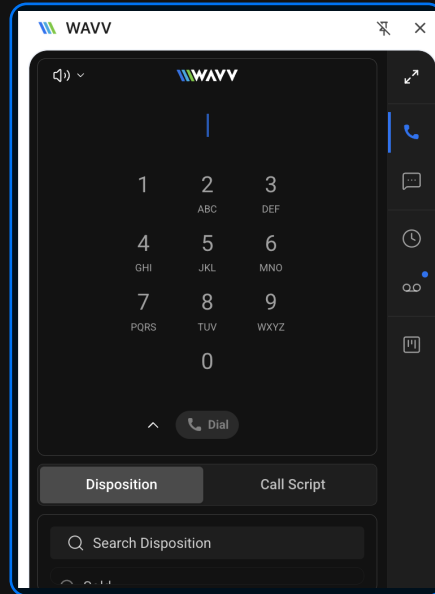 WAVV
WAVV
1 2 3
ABC DEF
4 5 6
GHI JKL MNO
7 8 9
PQRS TUV WXYZ
0
Dial
Disposition Call Script
Search Disposition